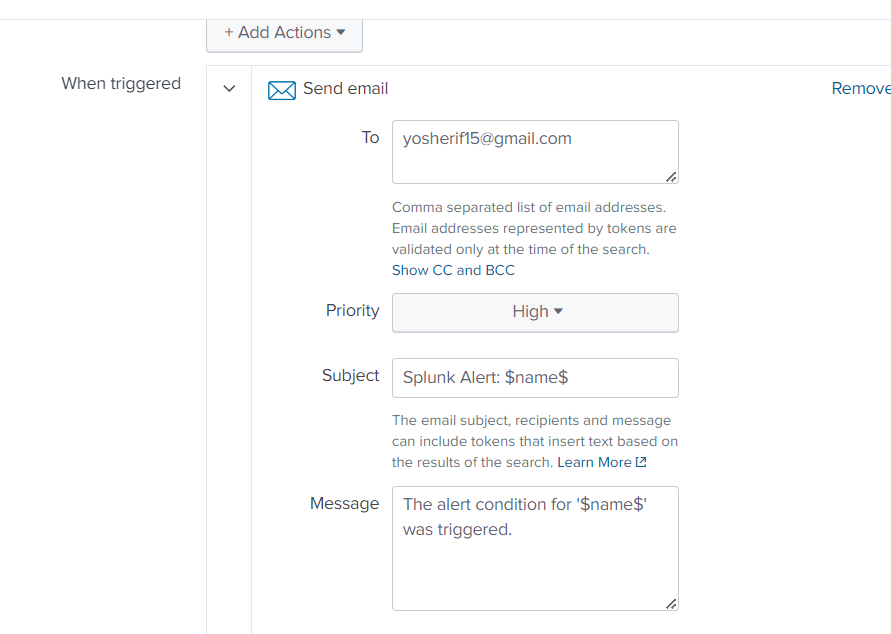 + Add Actions
When triggered
Send email
Remove
To
yosherif15@gmail.com
Comma separated list of email addresses.
Email addresses represented by tokens are
validated only at the time of the search.
Show CC and BCC
Priority
High
Subject
Splunk Alert: $name$
The email subject, recipients and message
can include tokens that insert text based on
the results of the search. Learn More
Message
The alert condition for '$name$'
was triggered.